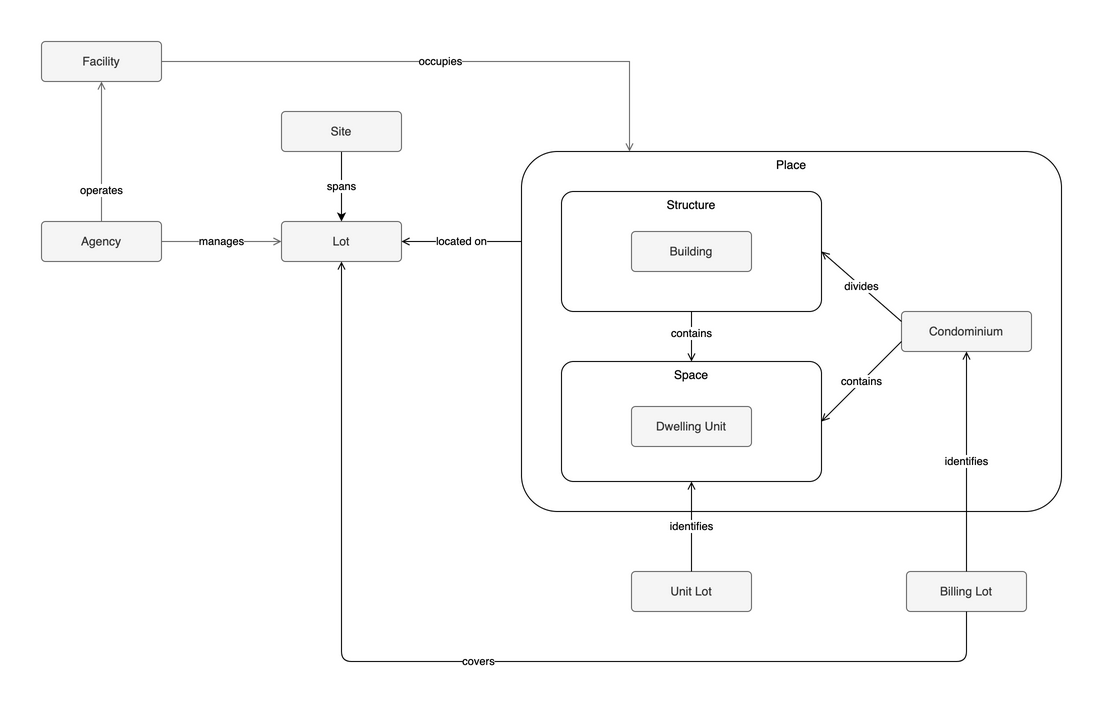 Facility
occupies
Site
Place
operates
spans
Structure
Agency
manages
Lot
located on
Building
divides
contains
Condominium
Space
contains
Dwelling Unit
identifies
identifies
Unit Lot
Billing Lot
covers